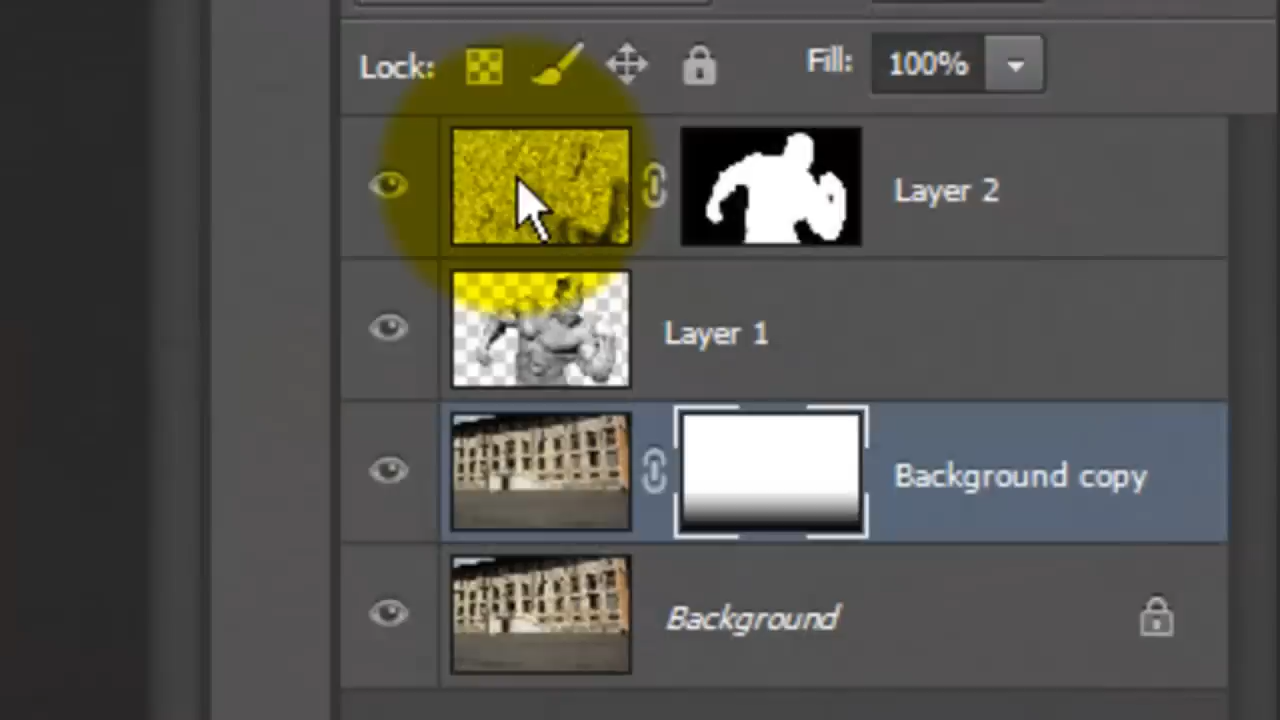 Lock: Fill: 100%
Layer 2
Layer 1
Background copy
Background